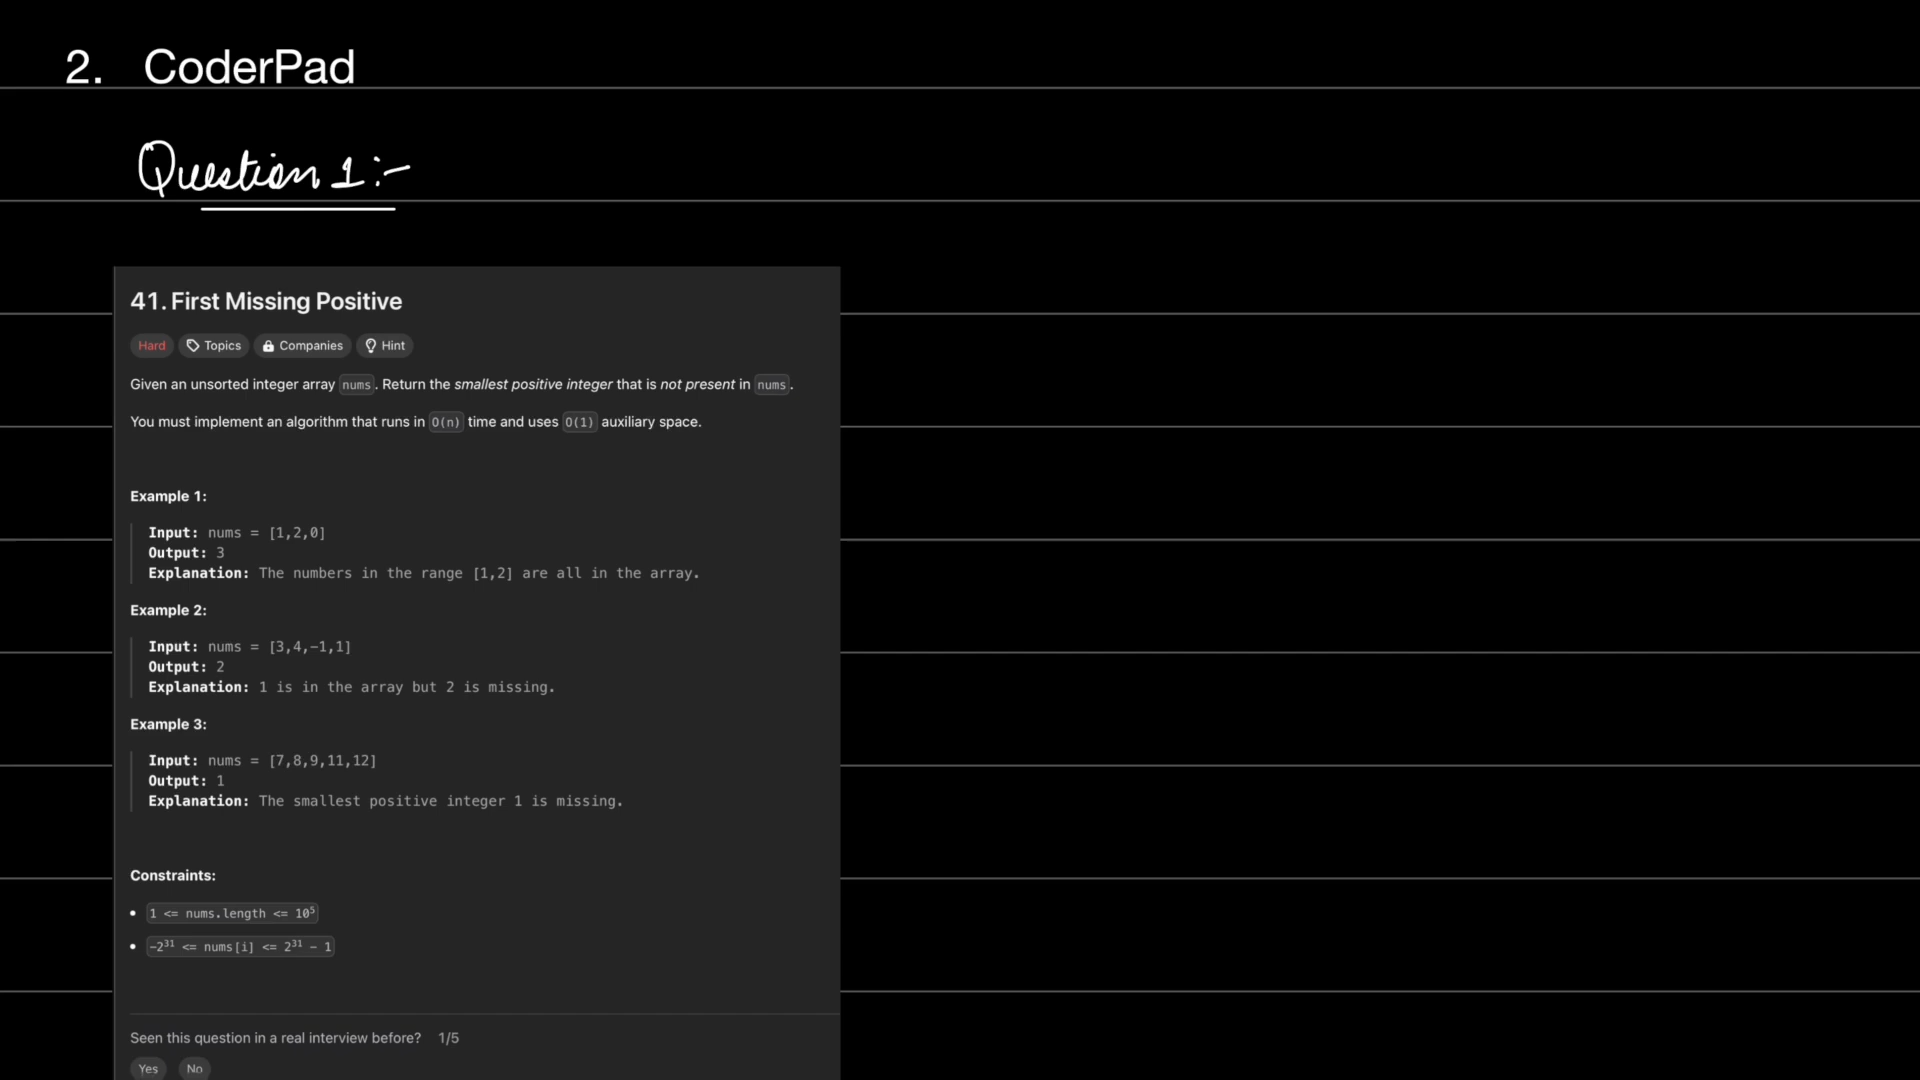 2. CoderPad
Question 1:-
41. First Missing Positive
Hard Topics Companies Hint
Given an unsorted integer array nums. Return the smallest positive integer that is not present in nums.
You must implement an algorithm that runs in O(n) time and uses O(1) auxiliary space.
Example 1:
Input: nums = [1,2,0]
Output: 3
Explanation: The numbers in the range [1,2] are all in the array.
Example 2:
Input: nums = [3,4,-1,1]
Output: 2
Explanation: 1 is in the array but 2 is missing.
Example 3:
Input: nums = [7,8,9,11,12]
Output: 1
Explanation: The smallest positive integer 1 is missing.
Constraints:
• 1 <= nums.length <= 10⁵
• -2³¹ <= nums[i] <= 2³¹ - 1
Seen this question in a real interview before? 1/5
Yes No